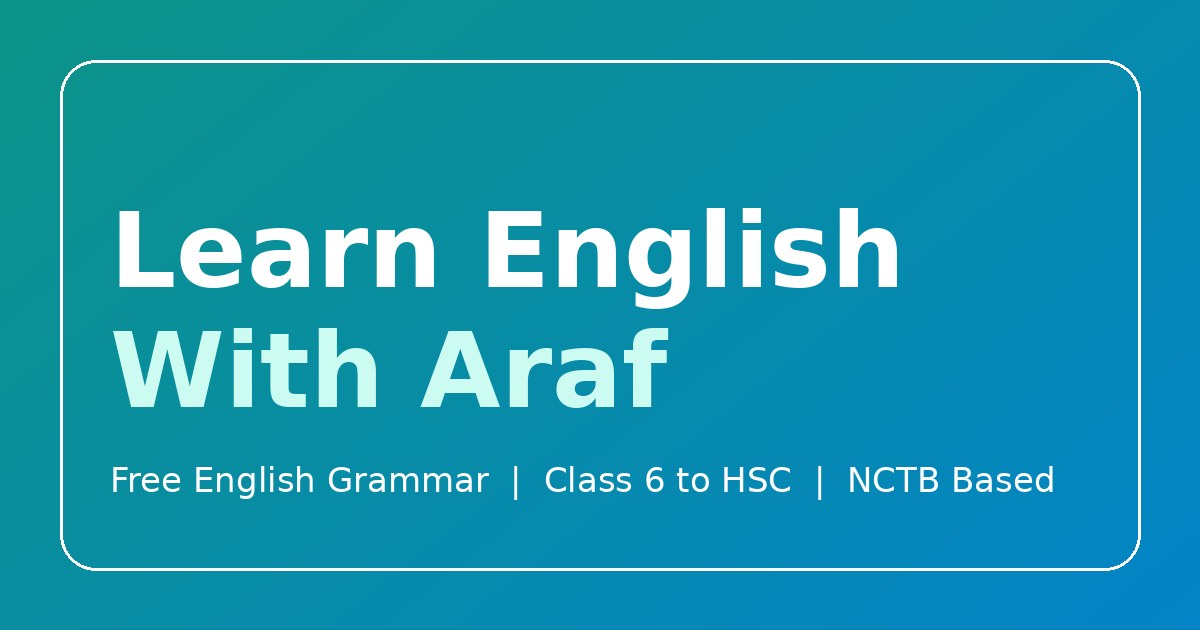 Learn English
With Araf
Free English Grammar | Class 6 to HSC | NCTB Based